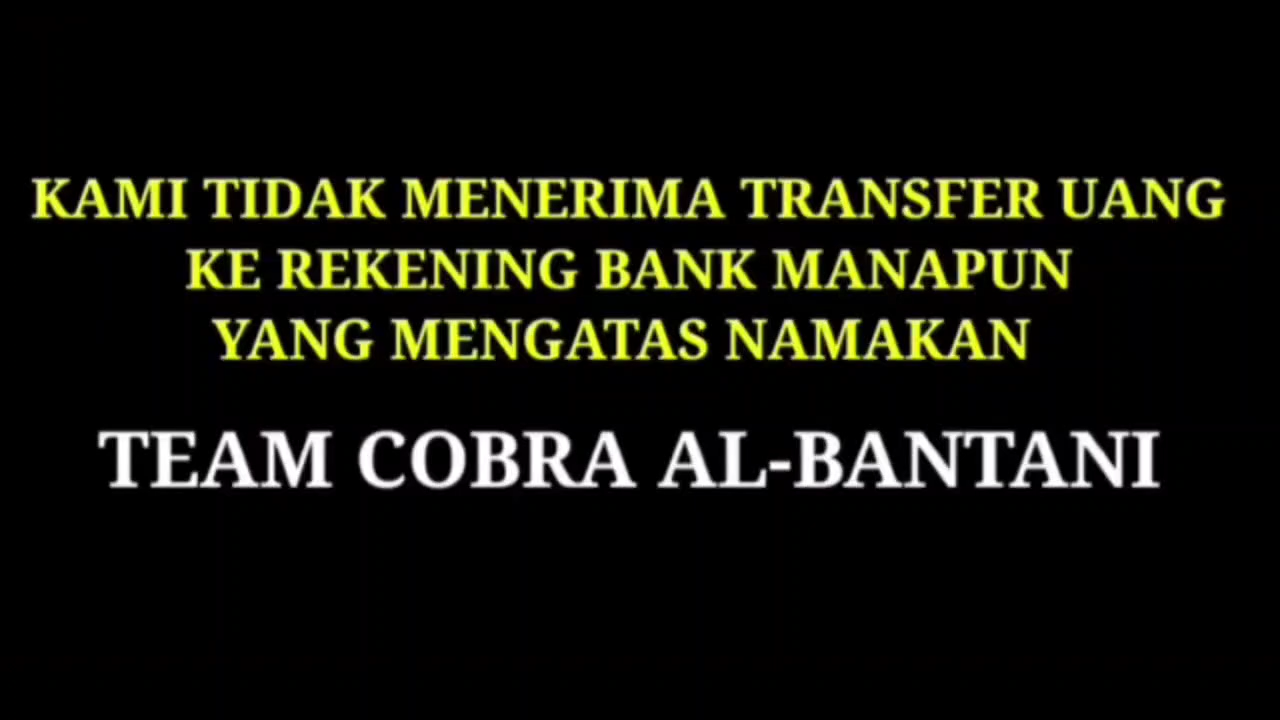 KAMI TIDAK MENERIMA TRANSFER UANG
KE REKENING BANK MANAPUN
YANG MENGATAS NAMAKAN
TEAM COBRA AL-BANTANI